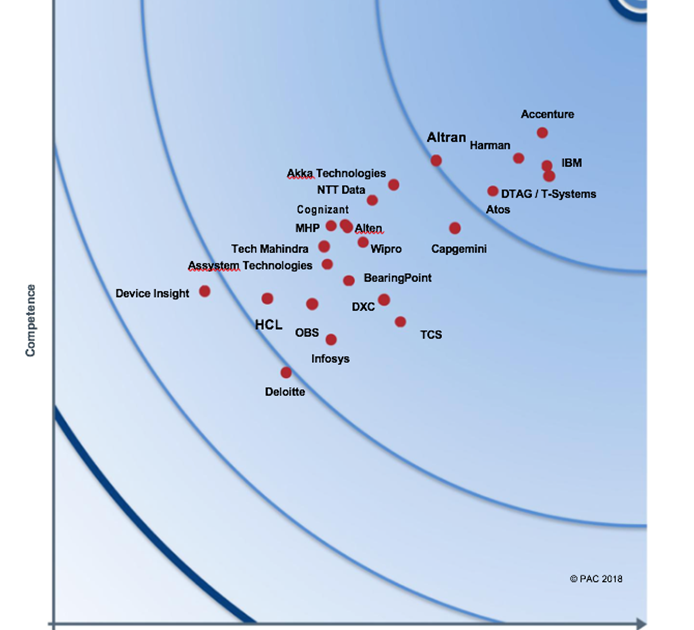 Accenture
Altran
Harman
IBM
Akka Technologies
NTT Data
DTAG / T-Systems
Atos
Cognizant
MHP
Alten
Tech Mahindra
Wipro
Capgemini
Assystem Technologies
BearingPoint
Device Insight
DXC
HCL
OBS
TCS
Infosys
Deloitte
Competence
© PAC 2018